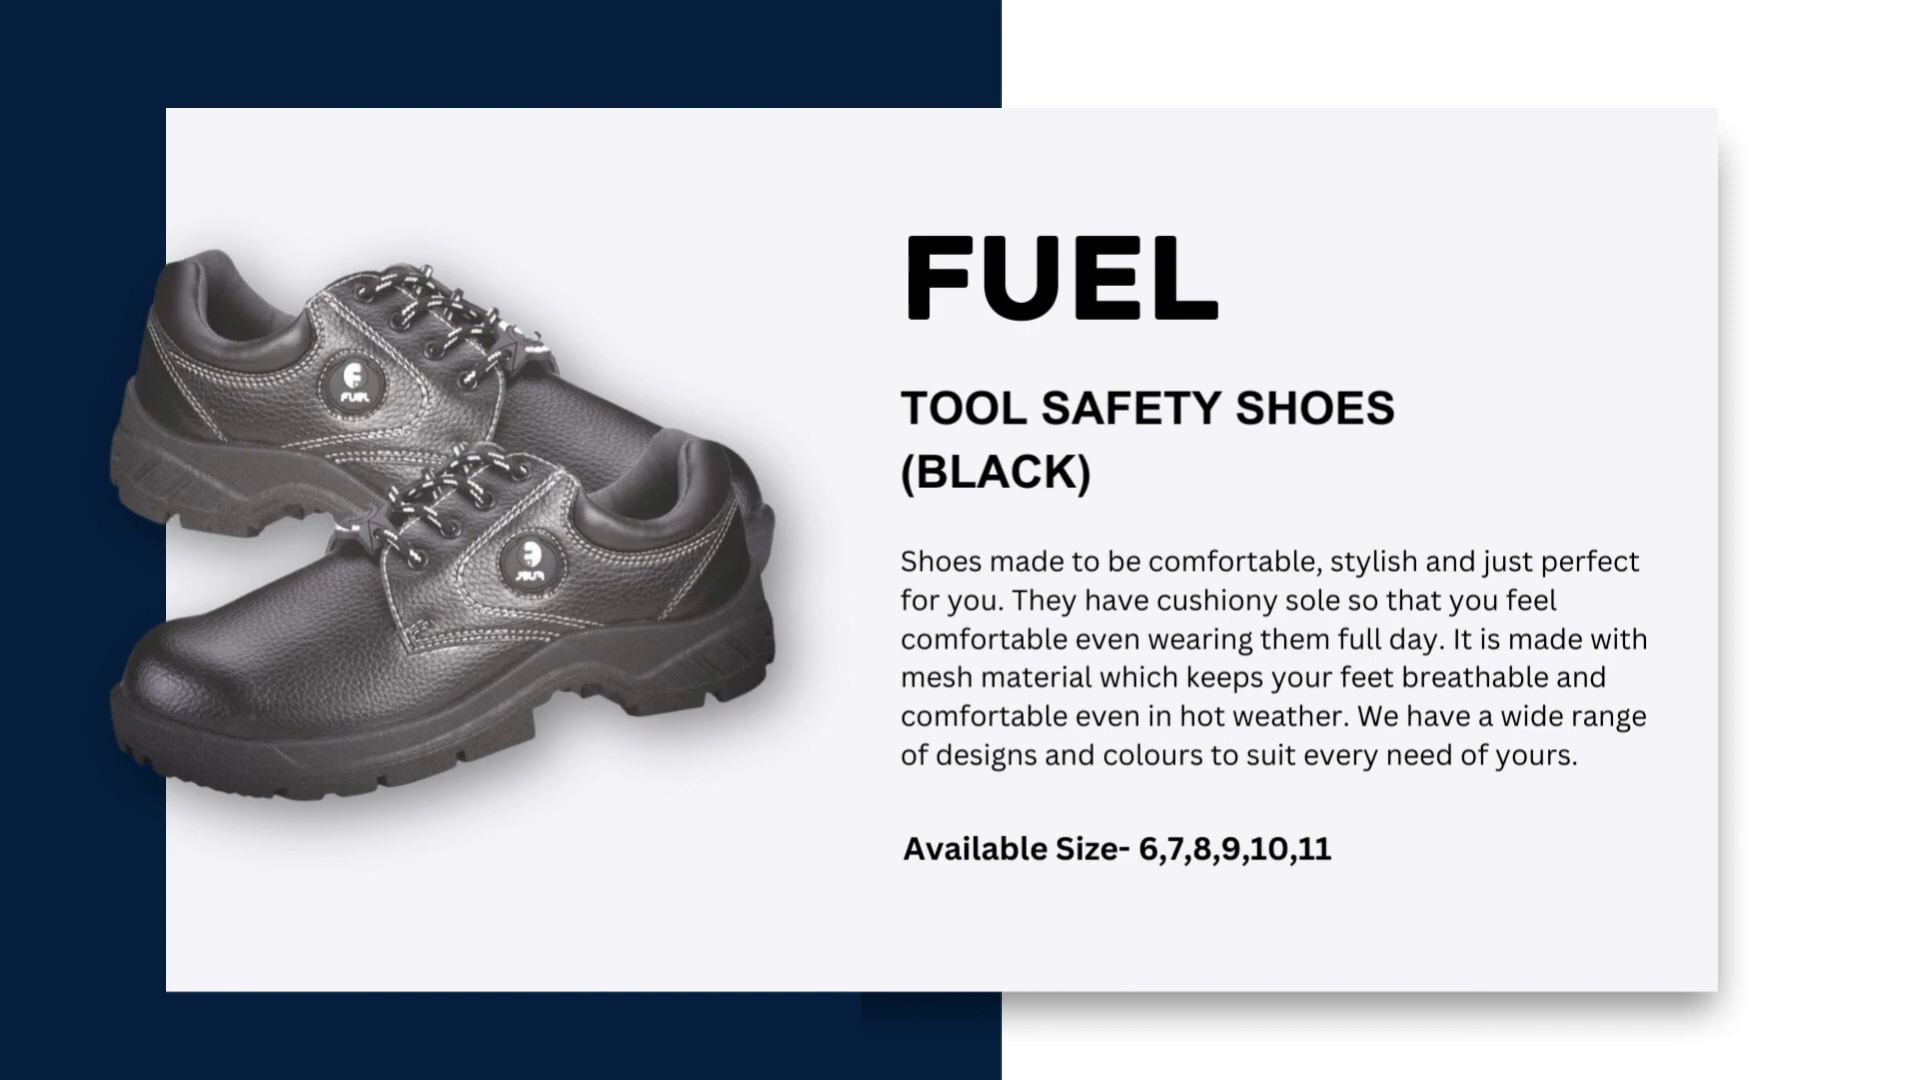 FUEL
TOOL SAFETY SHOES
(BLACK)
Shoes made to be comfortable, stylish and just perfect
for you. They have cushiony sole so that you feel
comfortable even wearing them full day. It is made with
mesh material which keeps your feet breathable and
comfortable even in hot weather. We have a wide range
of designs and colours to suit every need of yours.
Available Size- 6,7,8,9,10,11
FUEL
FUEL